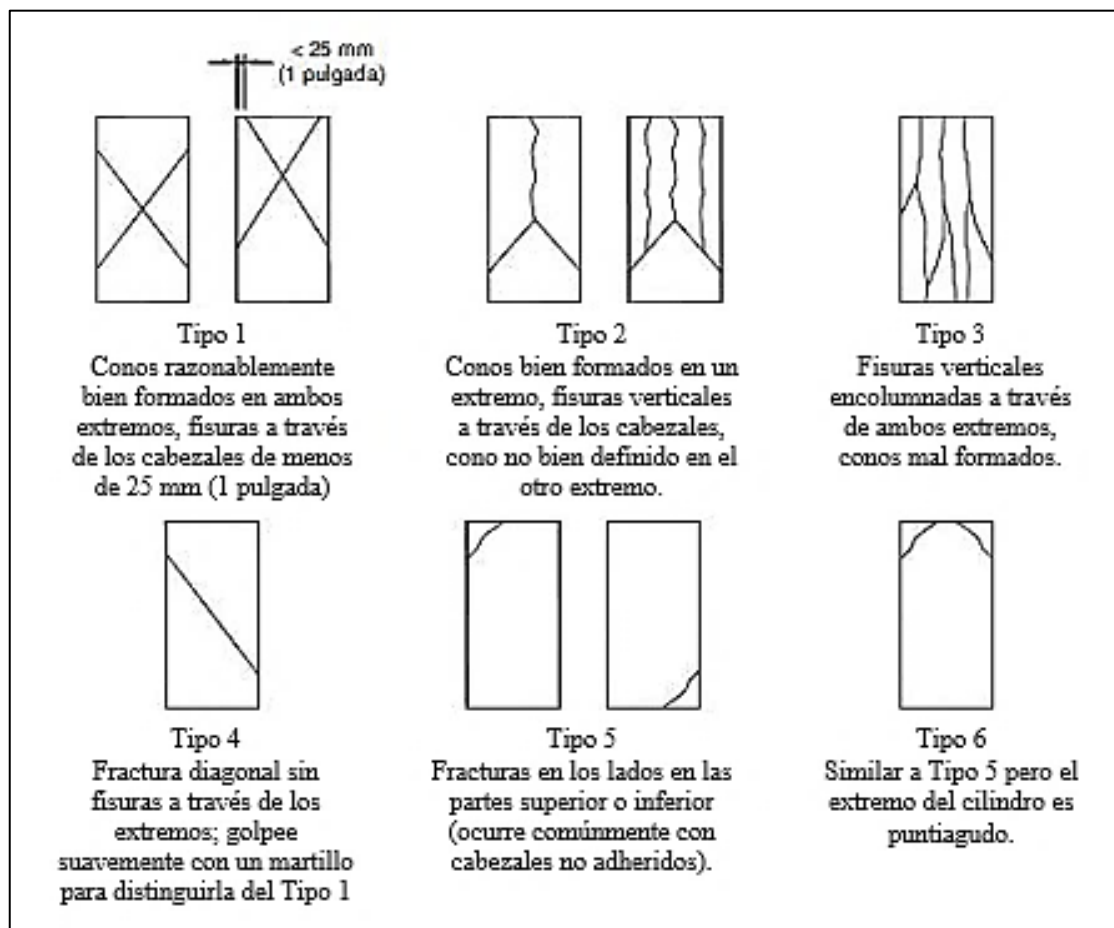 < 25 mm
(1 pulgada)
Tipo 1
Conos razonablemente
bien formados en ambos
extremos, fisuras a través
de los cabezales de menos
de 25 mm (1 pulgada)
Tipo 2
Conos bien formados en un
extremo, fisuras verticales
a través de los cabezales,
cono no bien definido en el
otro extremo.
Tipo 3
Fisuras verticales
encolumnadas a través
de ambos extremos,
conos mal formados.
Tipo 4
Fractura diagonal sin
fisuras a través de los
extremos; golpee
suavemente con un martillo
para distinguirla del Tipo 1
Tipo 5
Fracturas en los lados en las
partes superior o inferior
(ocurre comúnmente con
cabezales no adheridos).
Tipo 6
Similar a Tipo 5 pero el
extremo del cilindro es
puntiagudo.